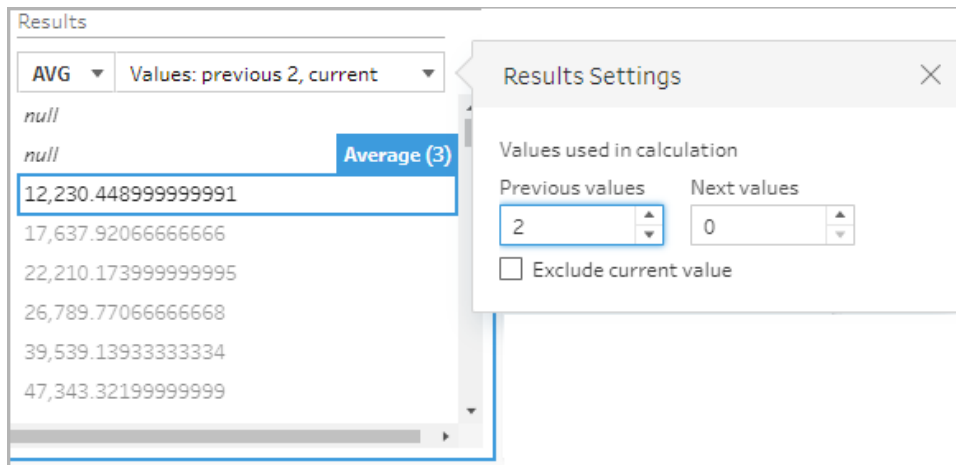 Results
AVG Values: previous 2, current
null
null Average (3)
12,230.448999999991
17,637.92066666666
22,210.173999999995
26,789.77066666668
39,539.13933333334
47,343.32199999999
Results Settings
Values used in calculation
Previous values Next values
2 0
Exclude current value